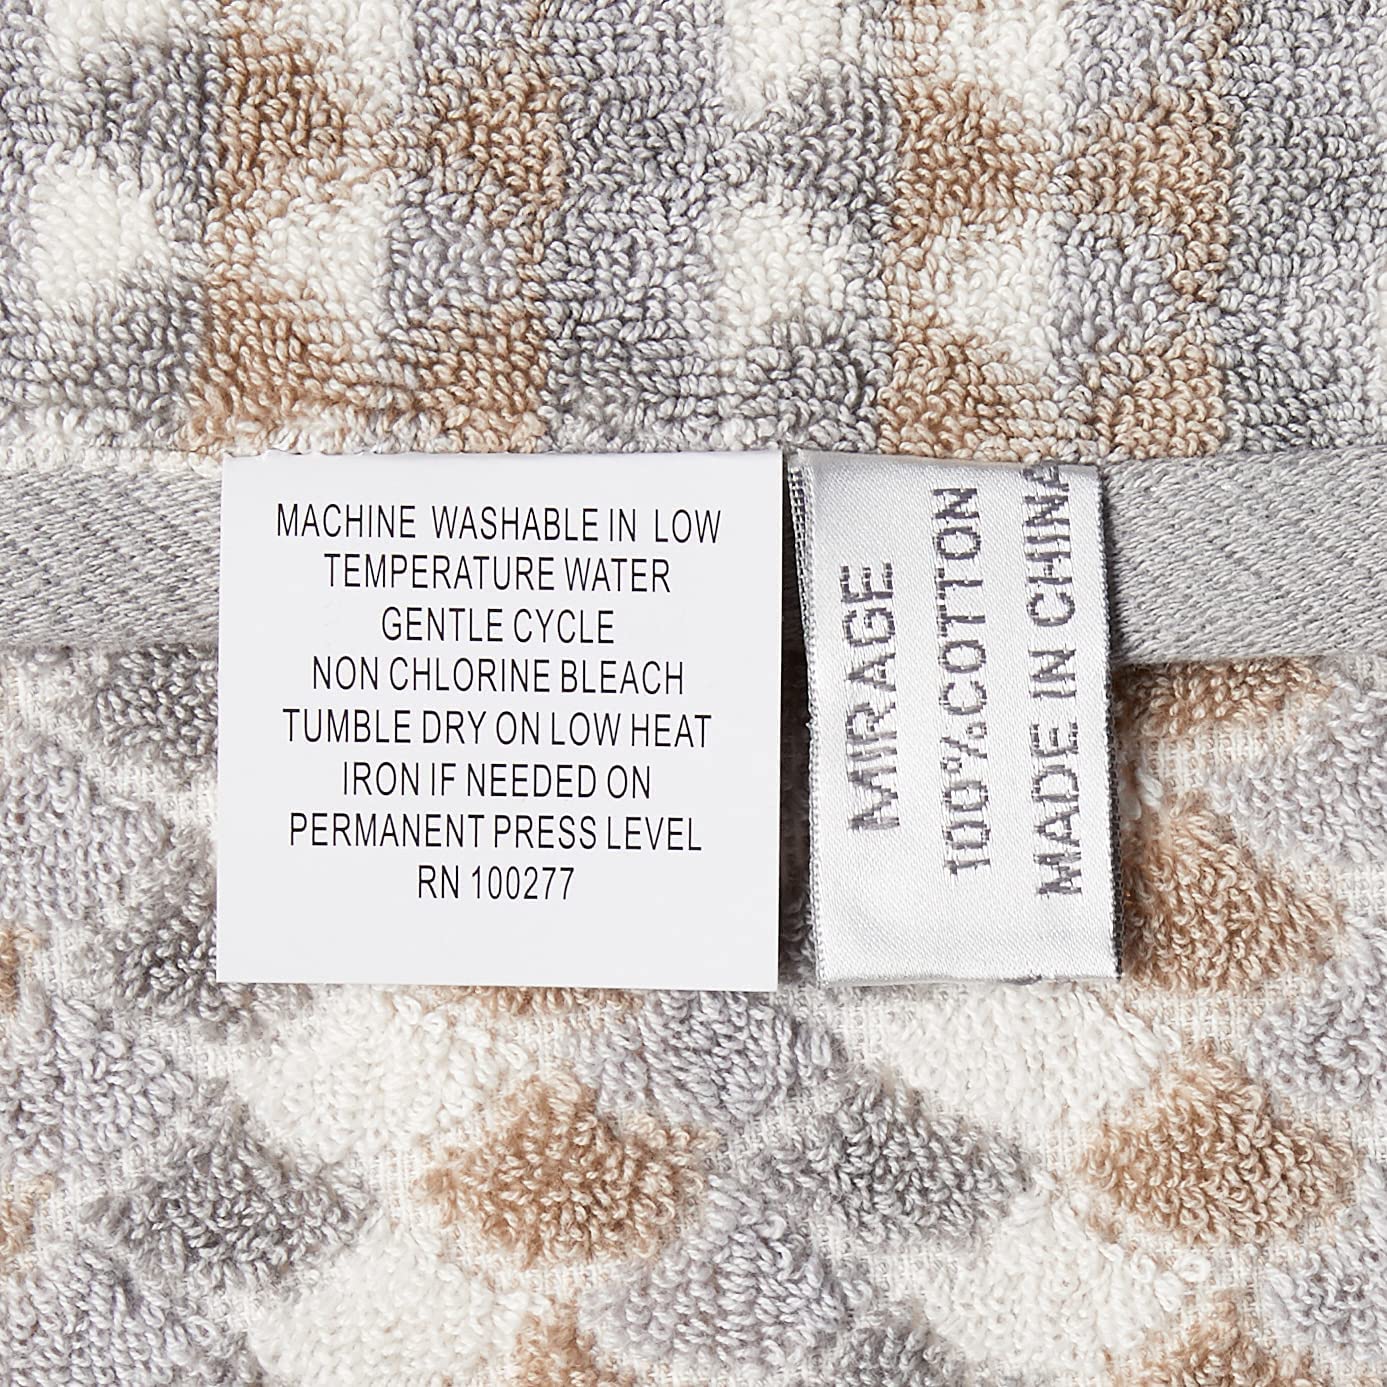 MACHINE WASHABLE IN LOW
TEMPERATURE WATER
GENTLE CYCLE
NON CHLORINE BLEACH
TUMBLE DRY ON LOW HEAT
IRON IF NEEDED ON
PERMANENT PRESS LEVEL
RN 100277
MIRAGE
100%COTTON
MADE IN CHINA